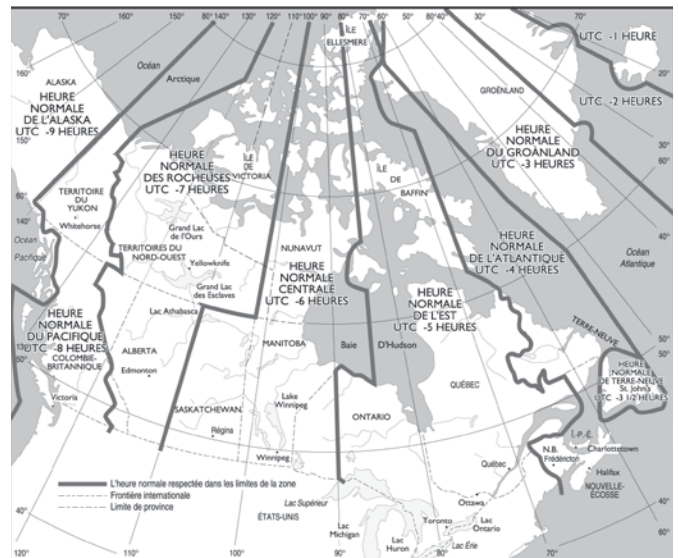 160° 140° 130° 120° 110° 100° 90° 80° 70° 60° 30°
UTC -1 HEURE
20°
UTC -2 HEURES
ÎLE
ELLESMERE
Océan
Arctique
ALASKA
160°
HEURE
NORMALE
DE L'ALASKA
UTC -9 HEURES
150°
GROËNLAND
HEURE
NORMALE
DU GROÂNLAND
UTC -3 HEURES
30°
60°
HEURE
NORMALE
DES ROCHEUSES
UTC -7 HEURES
ÎLE
DE
VICTORIA
ÎLE
DE
BAFFIN
TERRITOIRE
DU
YUKON
Whitehorse
60°
140°
Océan
Pacifique
Grand Lac
de l'Ours
TERRITOIRES DU
NORD-OUEST
Yellowknife
Grand Lac
des Esclaves
NUNAVUT
HEURE
NORMALE
CENTRALE
UTC -6 HEURES
HEURE
NORMALE
DE L'ATLANTIQUE
UTC -4 HEURES
40°
Océan
Atlantique
HEURE
NORMALE
DE L'EST
UTC -5 HEURES
HEURE
NORMALE
DU PACIFIQUE
UTC -8 HEURES
COLOMBIE-
BRITANNIQUE
130°
50°
Victoria
Lac Athabasca
ALBERTA
Edmonton
SASKATCHEWAN
Régina
MANITOBA
Lake
Winnipeg
Winnipeg
Baie D'Hudson
ONTARIO
QUÉBEC
TERRE-NEUVE
50°
50°
HEURE
NORMALE
DE TERRE-NEUVE
St. John's
UTC -3 1/2 HEURES
Î.-P.-É.
N.B.
Frédéricton
Charlottetown
Halifax
NOUVELLE-
ÉCOSSE
Québec
Ottawa
Toronto
Lac
Ontario
Lac Érie
Lac
Huron
Lac
Michigan
Lac Supérieur
ÉTATS-UNIS
L'heure normale respectée dans les limites de la zone
Frontière internationale
Limite de province
40°
60°
40°
120° 110° 100° 90° 80° 70°